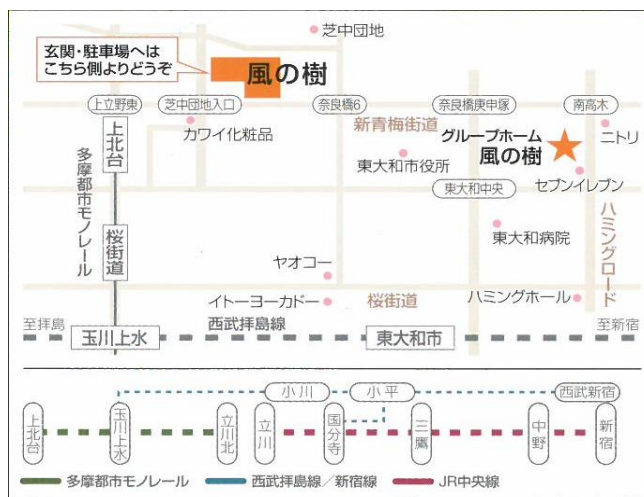 芝中団地
玄関・駐車場へは
こちら側よりどうぞ
風の樹
上立野東
芝中団地入口
奈良橋6
奈良橋庚申塚
南高木
カワイ化粧品
新青梅街道
グループホーム
風の樹
ニトリ
東大和市役所
セブンイレブン
東大和中央
上北台
多摩都市モノレール
桜街道
東大和病院
ハミングロード
ヤオコー
イトーヨーカドー
桜街道
ハミングホール
至拝島
西武拝島線
至新宿
玉川上水
東大和市
小川
小平
西武新宿
上北台
玉川上水
立川北
立川
国分寺
三鷹
中野
新宿
多摩都市モノレール
西武拝島線／新宿線
JR中央線